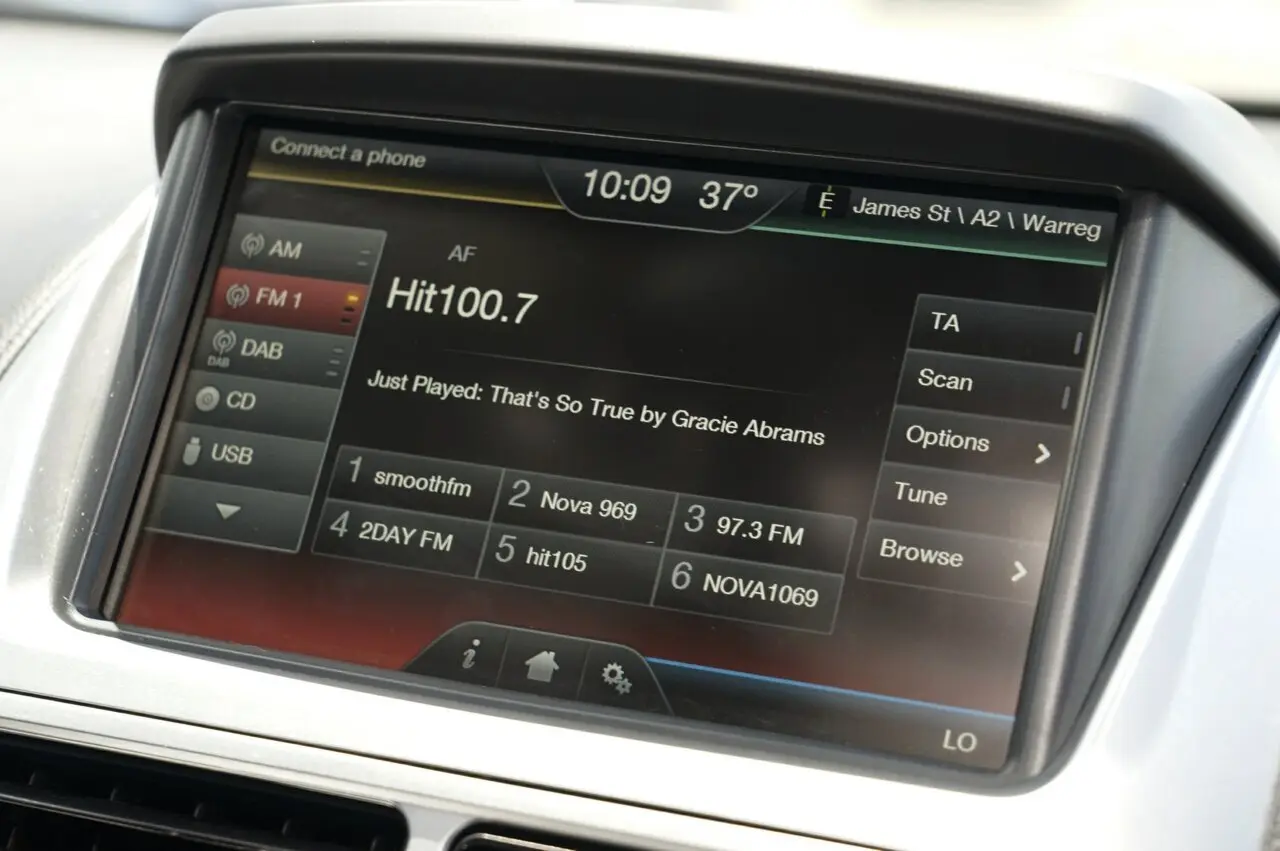 Connect a phone
10:09 37°
E James St \ A2 \ Warreg
AM
FM 1
DAB
DAB
CD
USB
AF
Hit100.7
Just Played: That's So True by Gracie Abrams
1 smoothfm
2 Nova 969
3 97.3 FM
4 2DAY FM
5 hit105
6 NOVA1069
TA
Scan
Options
Tune
Browse
i
LO